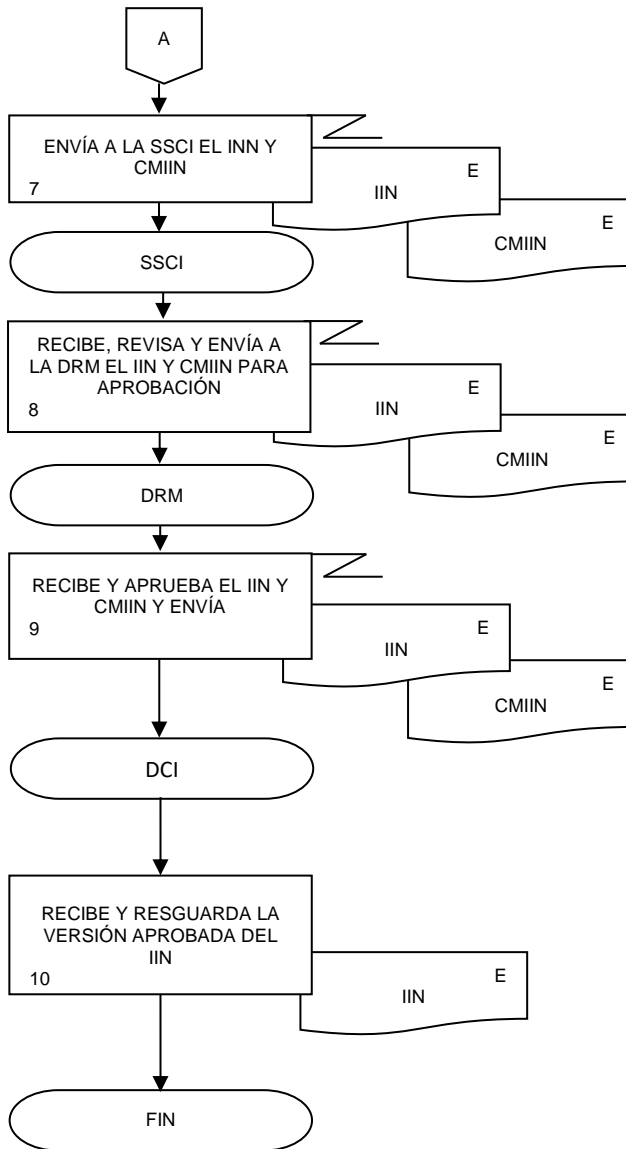 A
ENVÍA A LA SSCI EL INN Y
CMIIN
7
E
IIN
E
CMIIN
SSCI
RECIBE, REVISA Y ENVÍA A
LA DRM EL IIN Y CMIIN PARA
APROBACIÓN
8
E
IIN
E
CMIIN
DRM
RECIBE Y APRUEBA EL IIN Y
CMIIN Y ENVÍA
9
E
IIN
E
CMIIN
DCI
RECIBE Y RESGUARDA LA
VERSIÓN APROBADA DEL
IIN
10
E
IIN
FIN